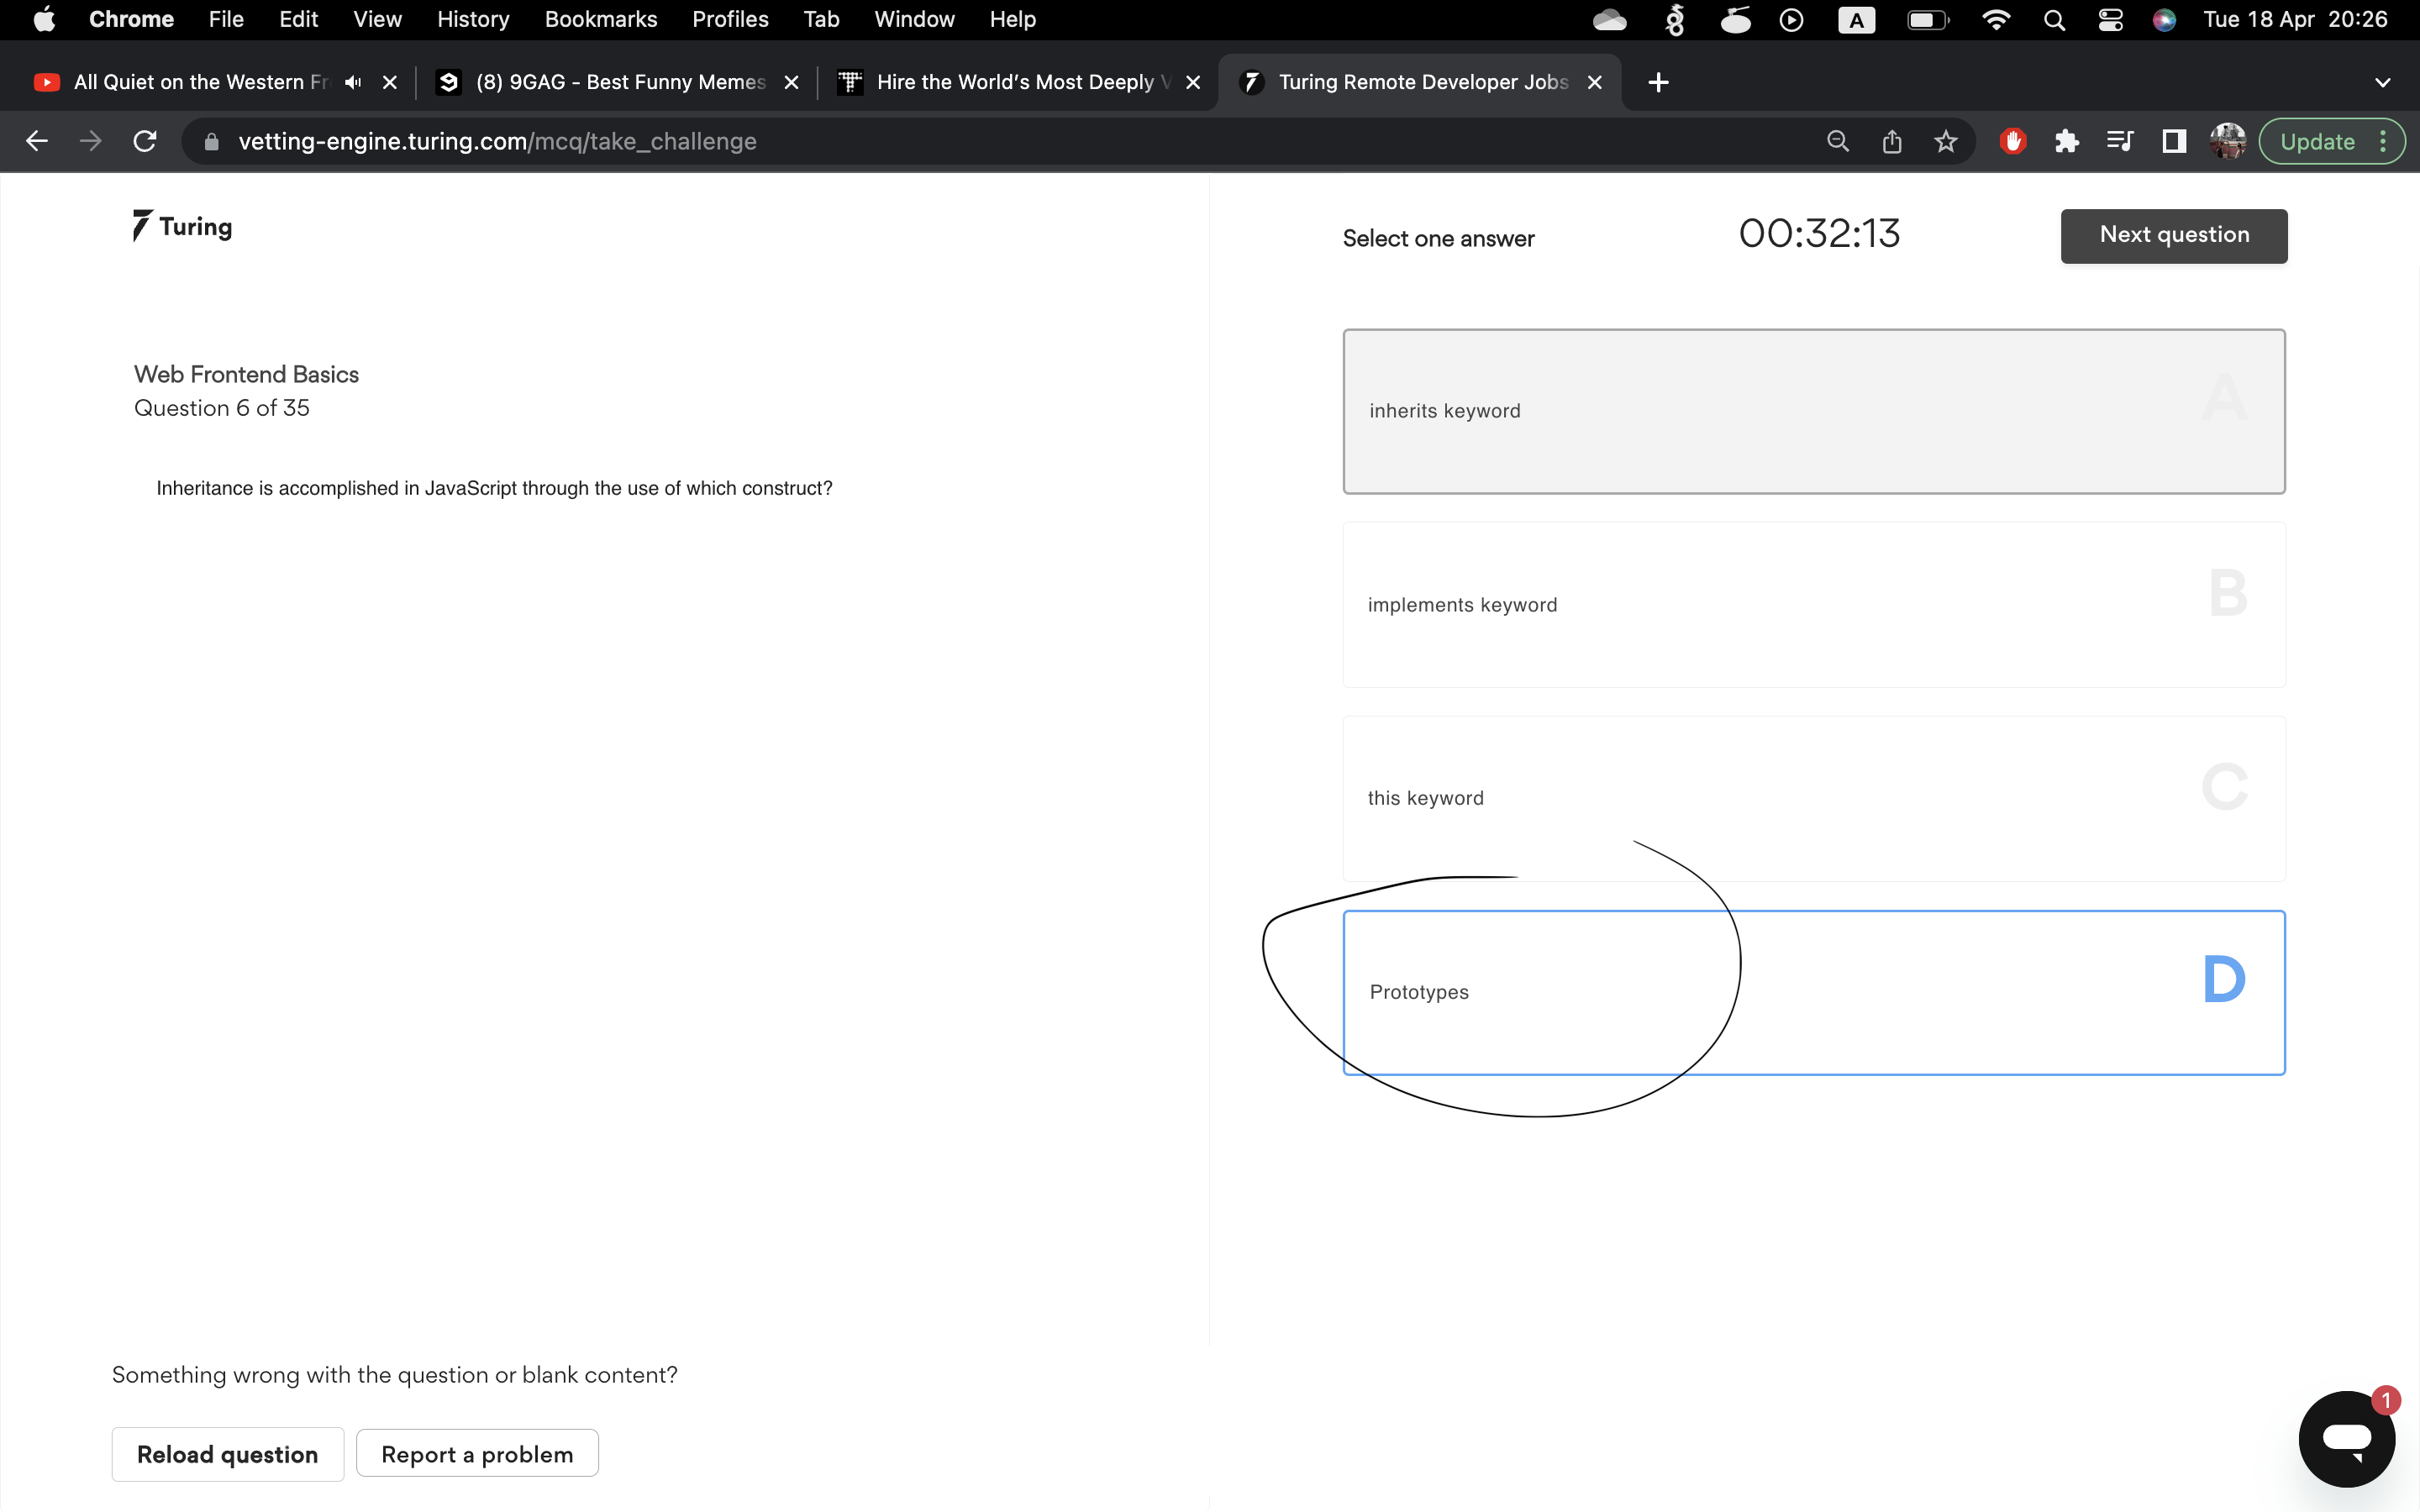 Chrome File Edit View History Bookmarks Profiles Tab Window Help A Tue 18 Apr 20:26
All Quiet on the Western Fr (8) 9GAG - Best Funny Memes Hire the World's Most Deeply V Turing Remote Developer Jobs
vetting-engine.turing.com/mcq/take_challenge Update
Turing
Select one answer 00:32:13 Next question
Web Frontend Basics
Question 6 of 35
Inheritance is accomplished in JavaScript through the use of which construct?
inherits keyword A
implements keyword B
this keyword C
Prototypes D
Something wrong with the question or blank content?
Reload question Report a problem
1